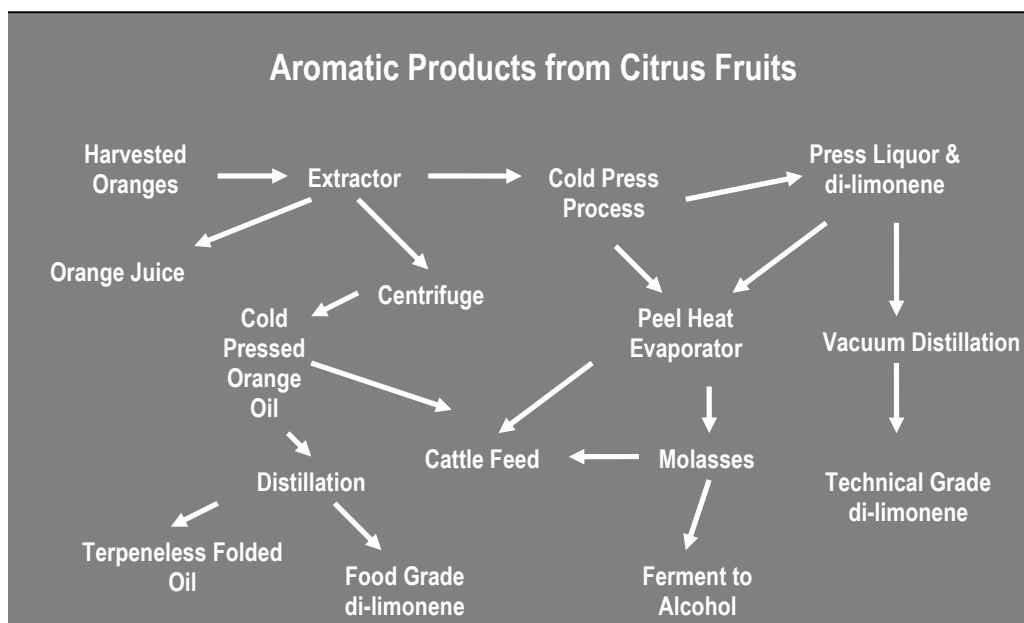 Aromatic Products from Citrus Fruits
Harvested
Oranges
Extractor
Cold Press
Process
Press Liquor &
di-limonene
Orange Juice
Centrifuge
Cold
Pressed
Orange
Oil
Peel Heat
Evaporator
Vacuum Distillation
Distillation
Cattle Feed
Molasses
Technical Grade
di-limonene
Terpeneless Folded
Oil
Food Grade
di-limonene
Ferment to
Alcohol